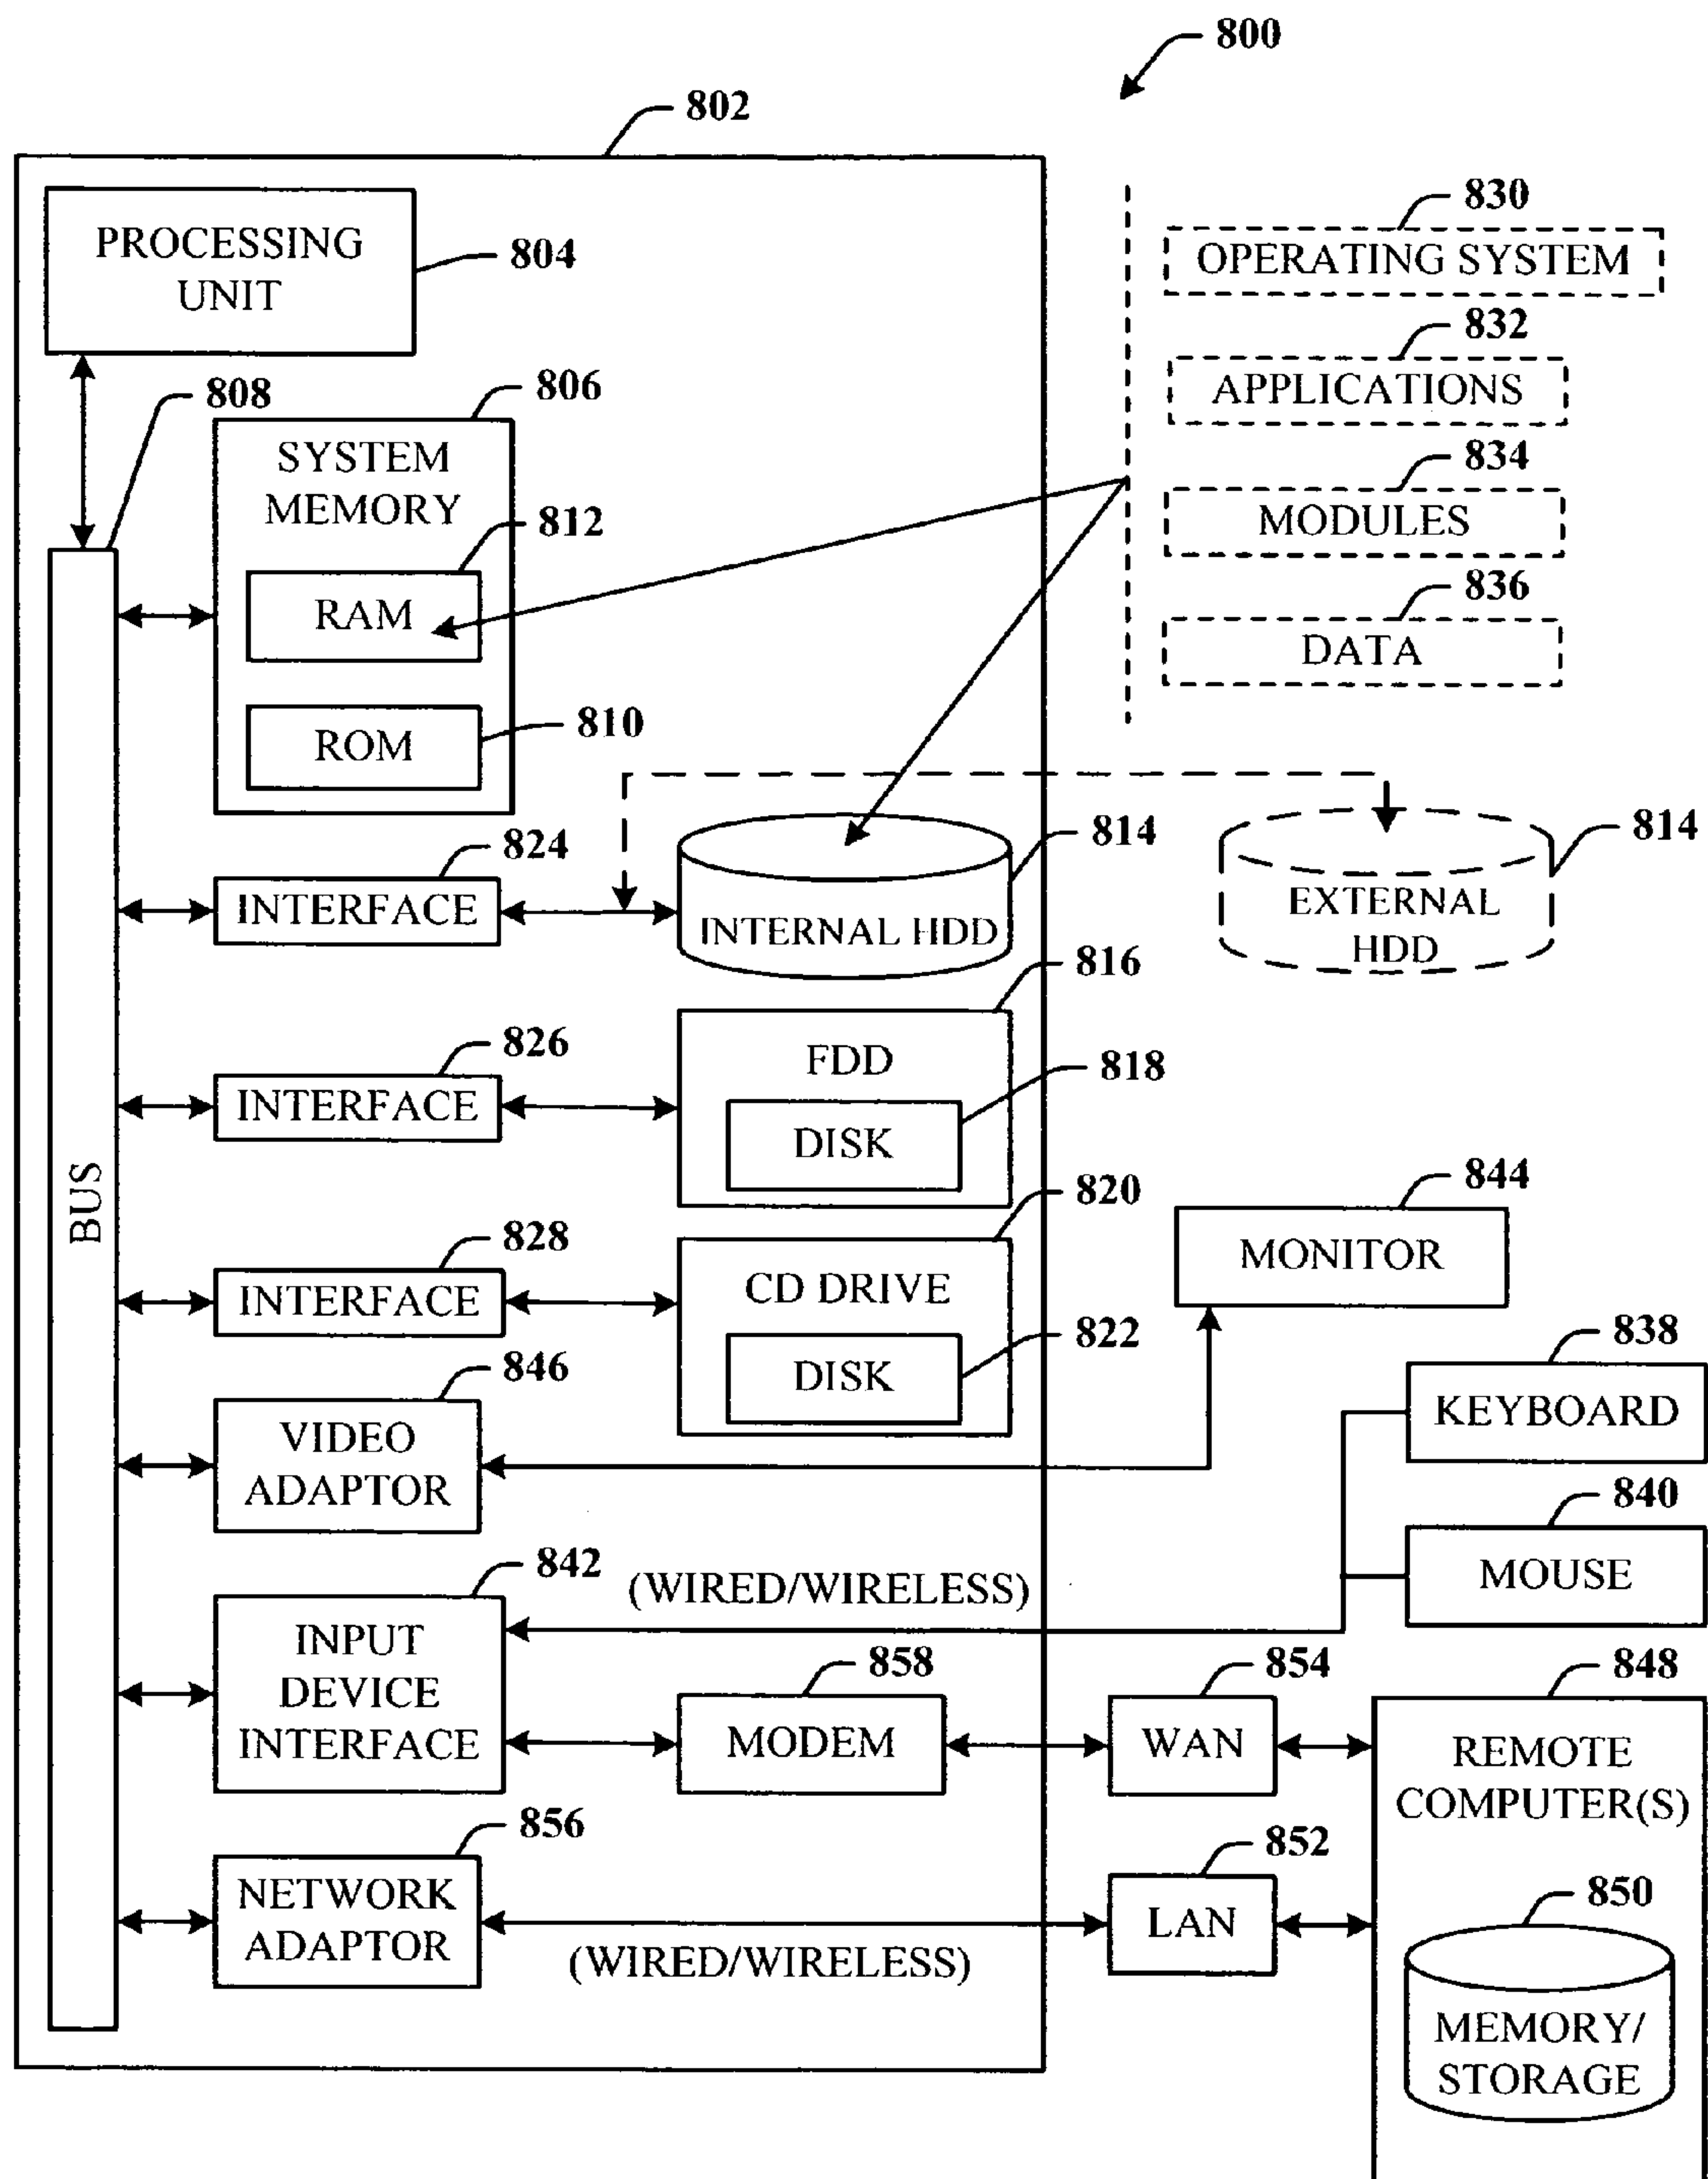 800
802
PROCESSING
UNIT
804
830
OPERATING SYSTEM
832
APPLICATIONS
834
MODULES
836
DATA
808
806
SYSTEM
MEMORY
812
RAM
810
ROM
BUS
824
INTERFACE
814
INTERNAL HDD
814
EXTERNAL
HDD
826
INTERFACE
816
FDD
818
DISK
828
INTERFACE
820
CD DRIVE
822
DISK
844
MONITOR
846
VIDEO
ADAPTOR
838
KEYBOARD
840
MOUSE
842
INPUT
DEVICE
INTERFACE
(WIRED/WIRELESS)
858
MODEM
854
WAN
848
REMOTE
COMPUTER(S)
856
NETWORK
ADAPTOR
(WIRED/WIRELESS)
852
LAN
850
MEMORY/
STORAGE